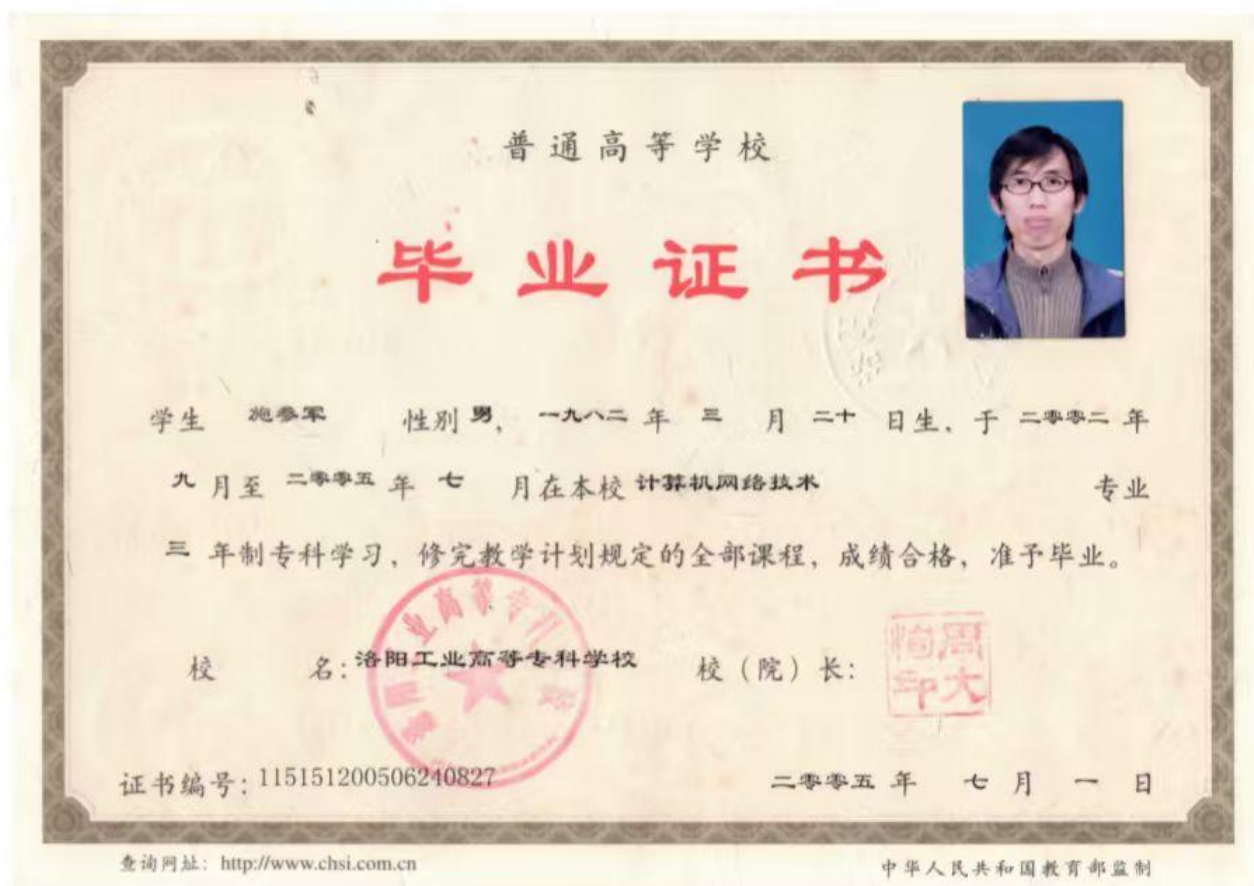 普通高等学校
毕业证书
学生 施参军 性别 男, 一九八二 年 三 月 二十 日生, 于 二零零二 年
九 月至 二零零五 年 七 月在本校 计算机网络技术 专业
三 年制专科学习, 修完教学计划规定的全部课程, 成绩合格, 准予毕业。
校 名: 洛阳工业高等专科学校 校（院）长: 周大
证书编号: 115151200506240827 二零零五 年 七 月 一 日
查询网址: http://www.chsi.com.cn 中华人民共和国教育部监制